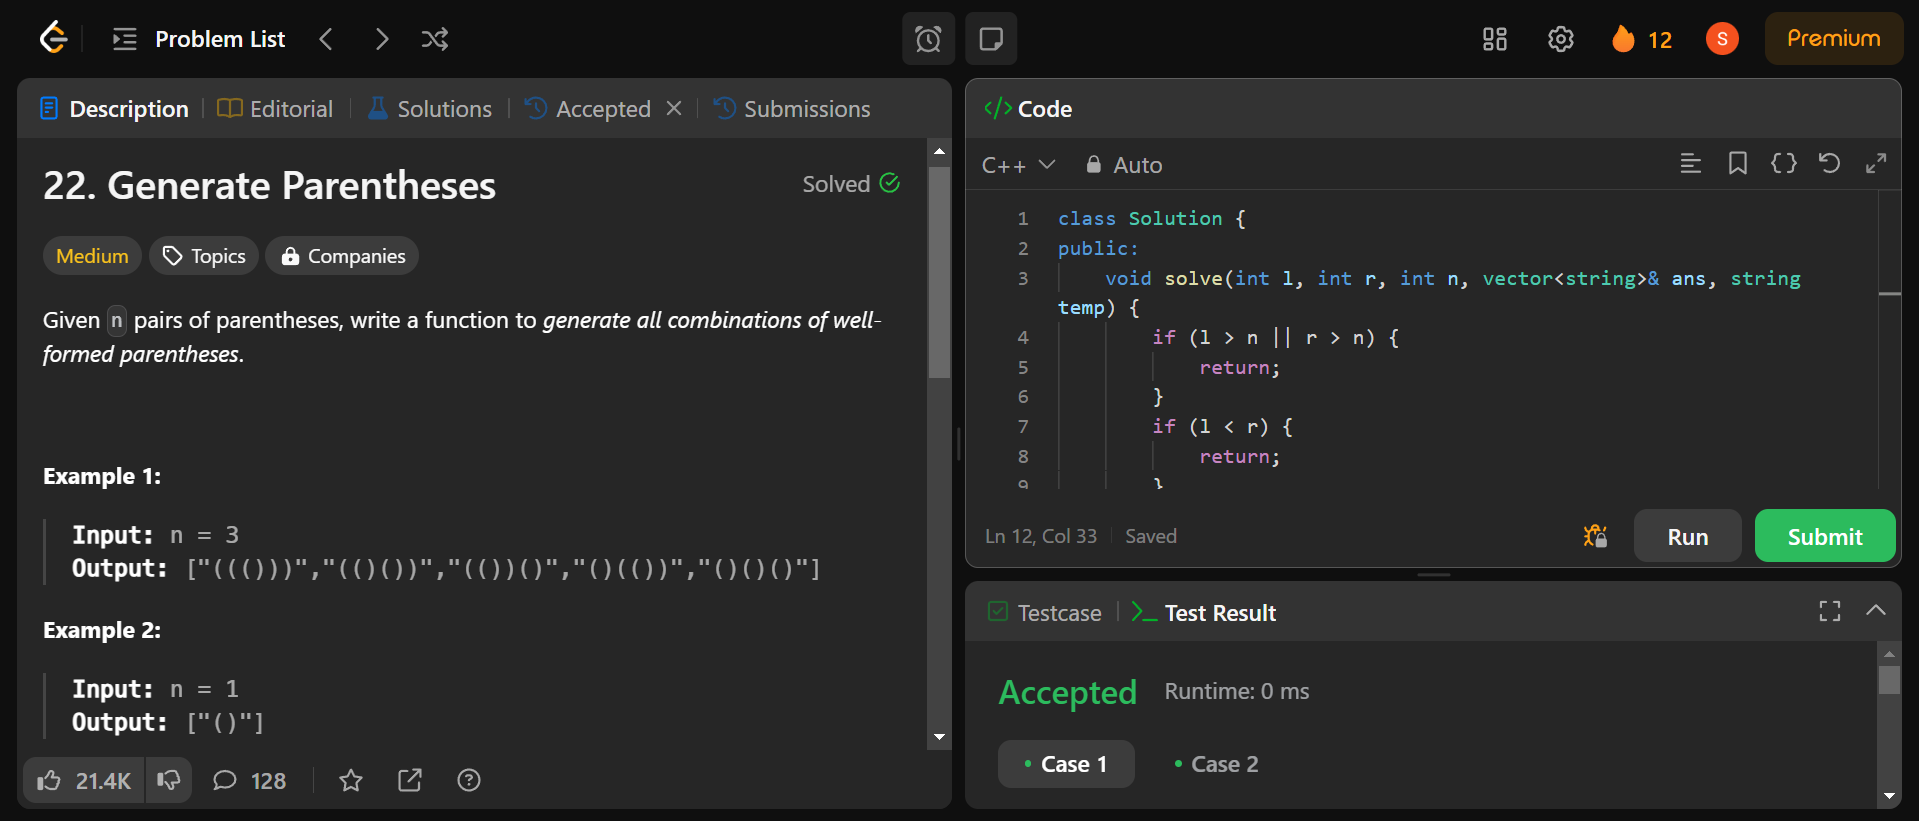 Problem List
12
S
Premium
Description
Editorial
Solutions
Accepted
Submissions
22. Generate Parentheses
Solved
Medium
Topics
Companies
Given n pairs of parentheses, write a function to generate all combinations of well-
formed parentheses.
Example 1:
Input: n = 3
Output: ["((()))","(()())","(())()","()(())","()()()"]
Example 2:
Input: n = 1
Output: ["()"]
21.4K
128
</> Code
C++
Auto
1 class Solution {
2 public:
3 void solve(int l, int r, int n, vector<string>& ans, string
temp) {
4 if (l > n || r > n) {
5 return;
6 }
7 if (l < r) {
8 return;
9 }
Ln 12, Col 33
Saved
Run
Submit
Testcase
Test Result
Accepted
Runtime: 0 ms
• Case 1
• Case 2